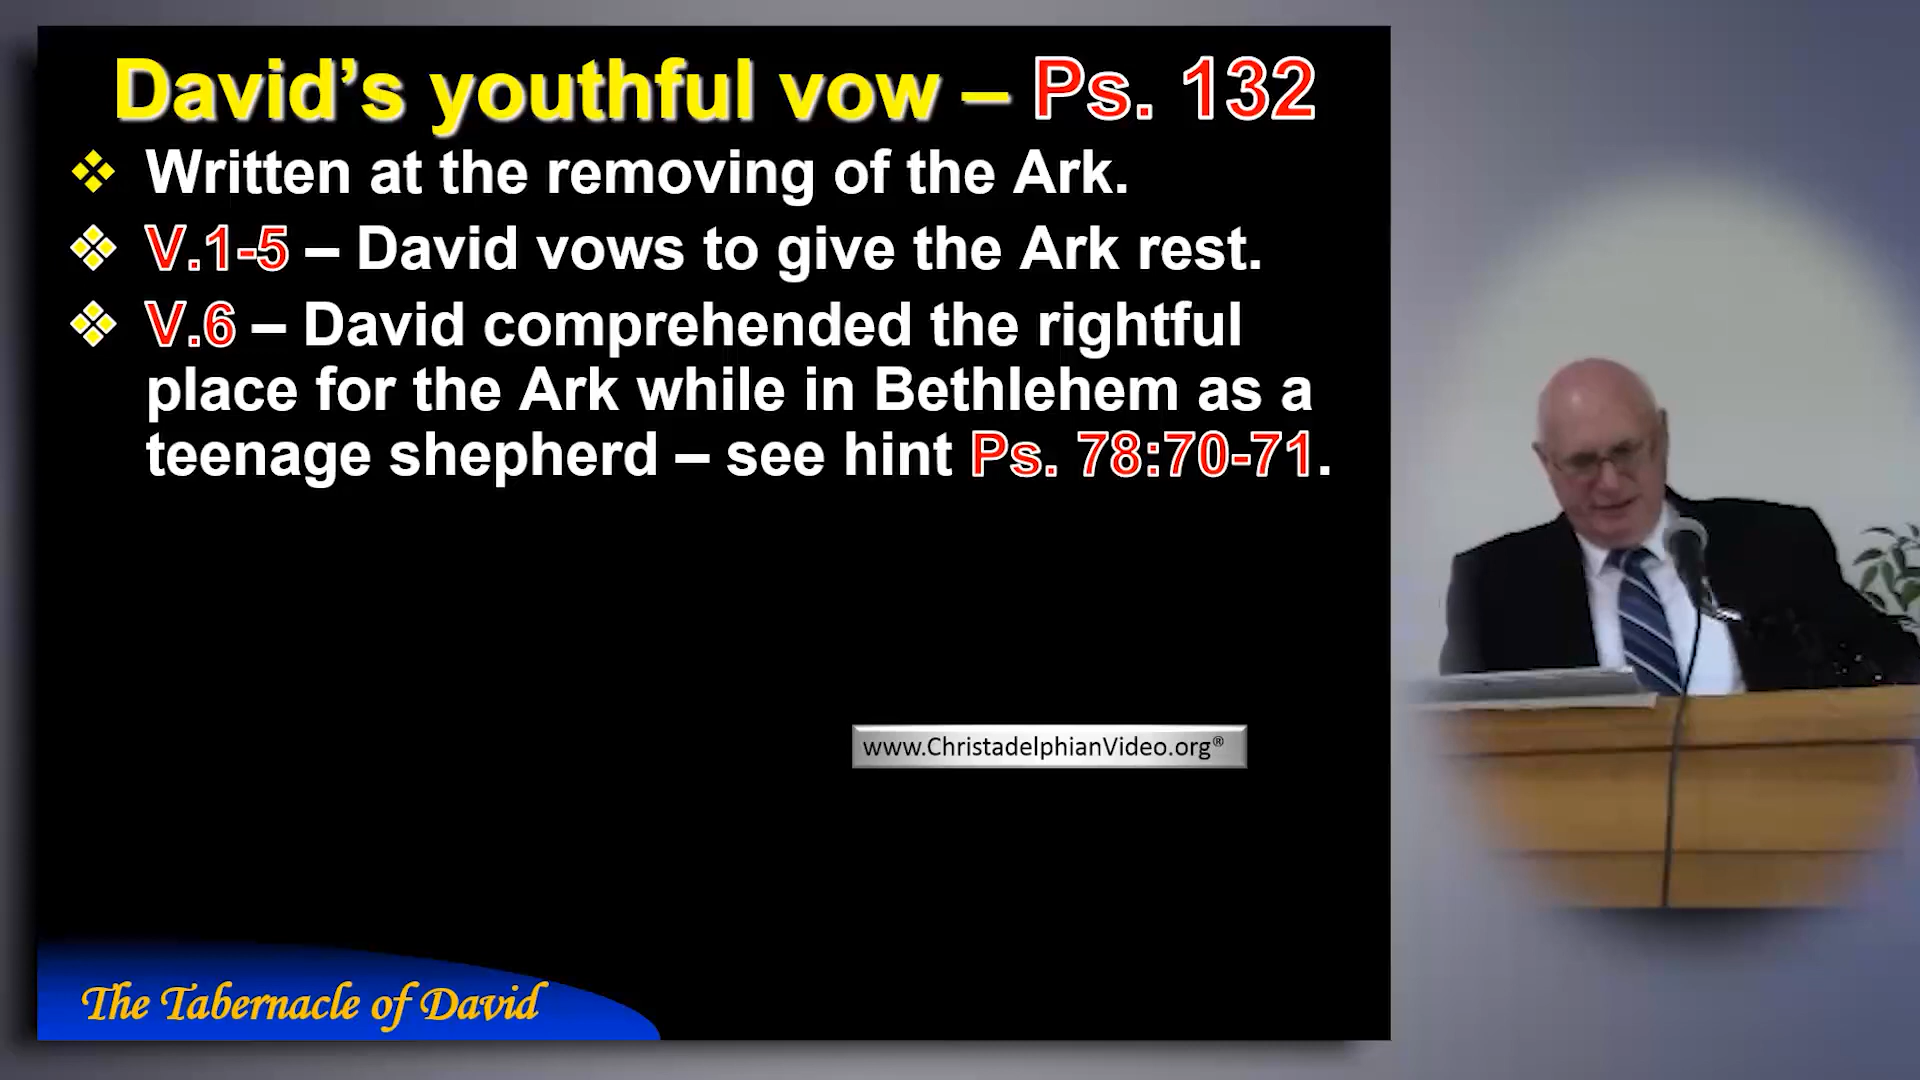 David’s youthful vow – Ps. 132
Written at the removing of the Ark.
V.1-5 – David vows to give the Ark rest.
V.6 – David comprehended the rightful
place for the Ark while in Bethlehem as a
teenage shepherd – see hint Ps. 78:70-71.
www.ChristadelphianVideo.org®
The Tabernacle of David